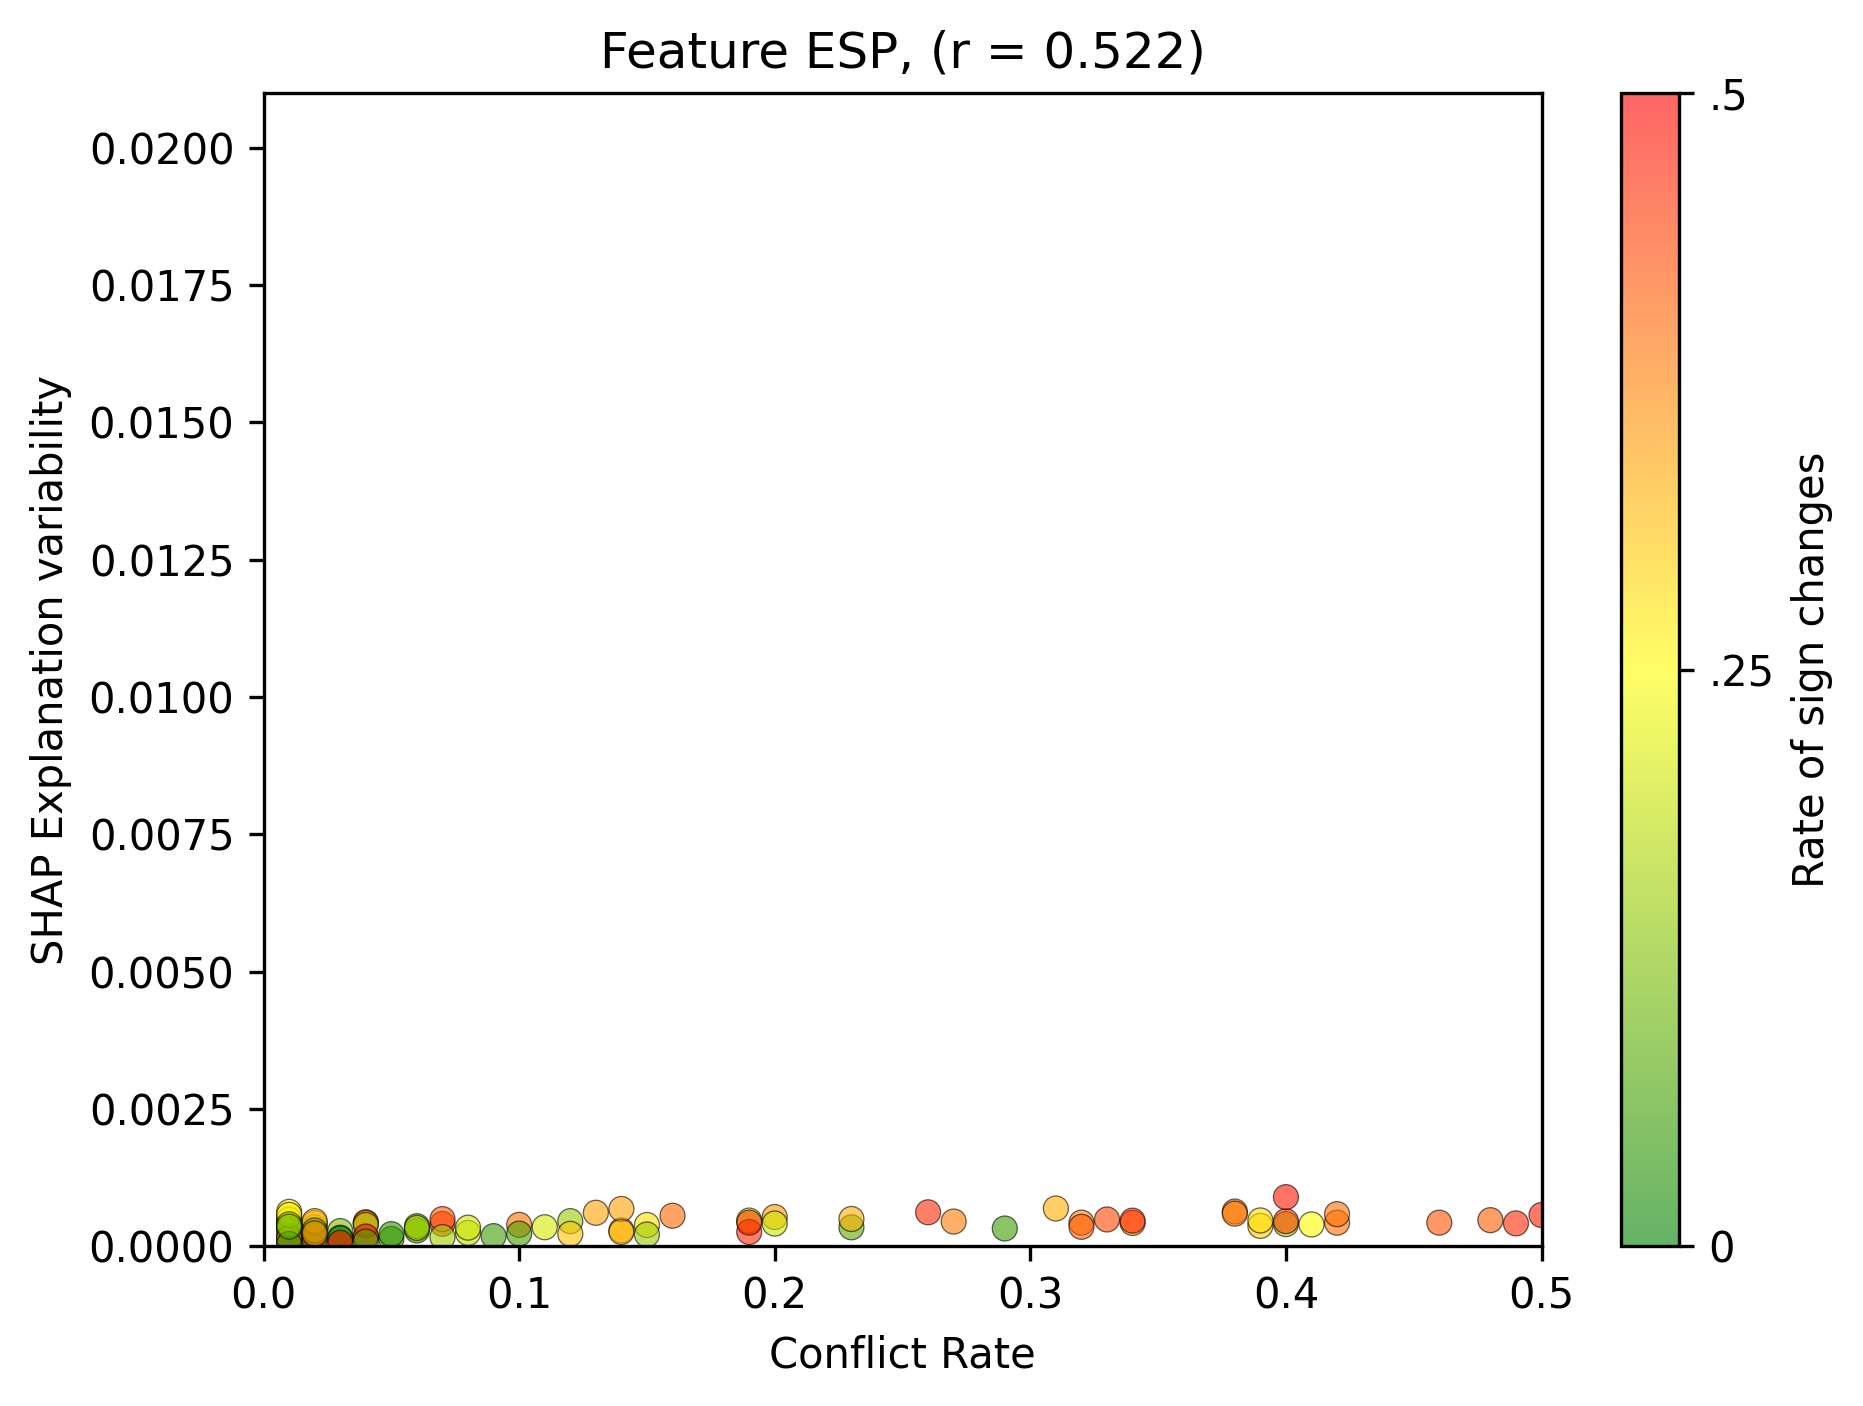 Feature ESP, (r = 0.522)
0.0200
0.0175
0.0150
0.0125
0.0100
0.0075
0.0050
0.0025
0.0000
SHAP Explanation variability
0.0 0.1 0.2 0.3 0.4 0.5
Conflict Rate
.5
.25
0
Rate of sign changes